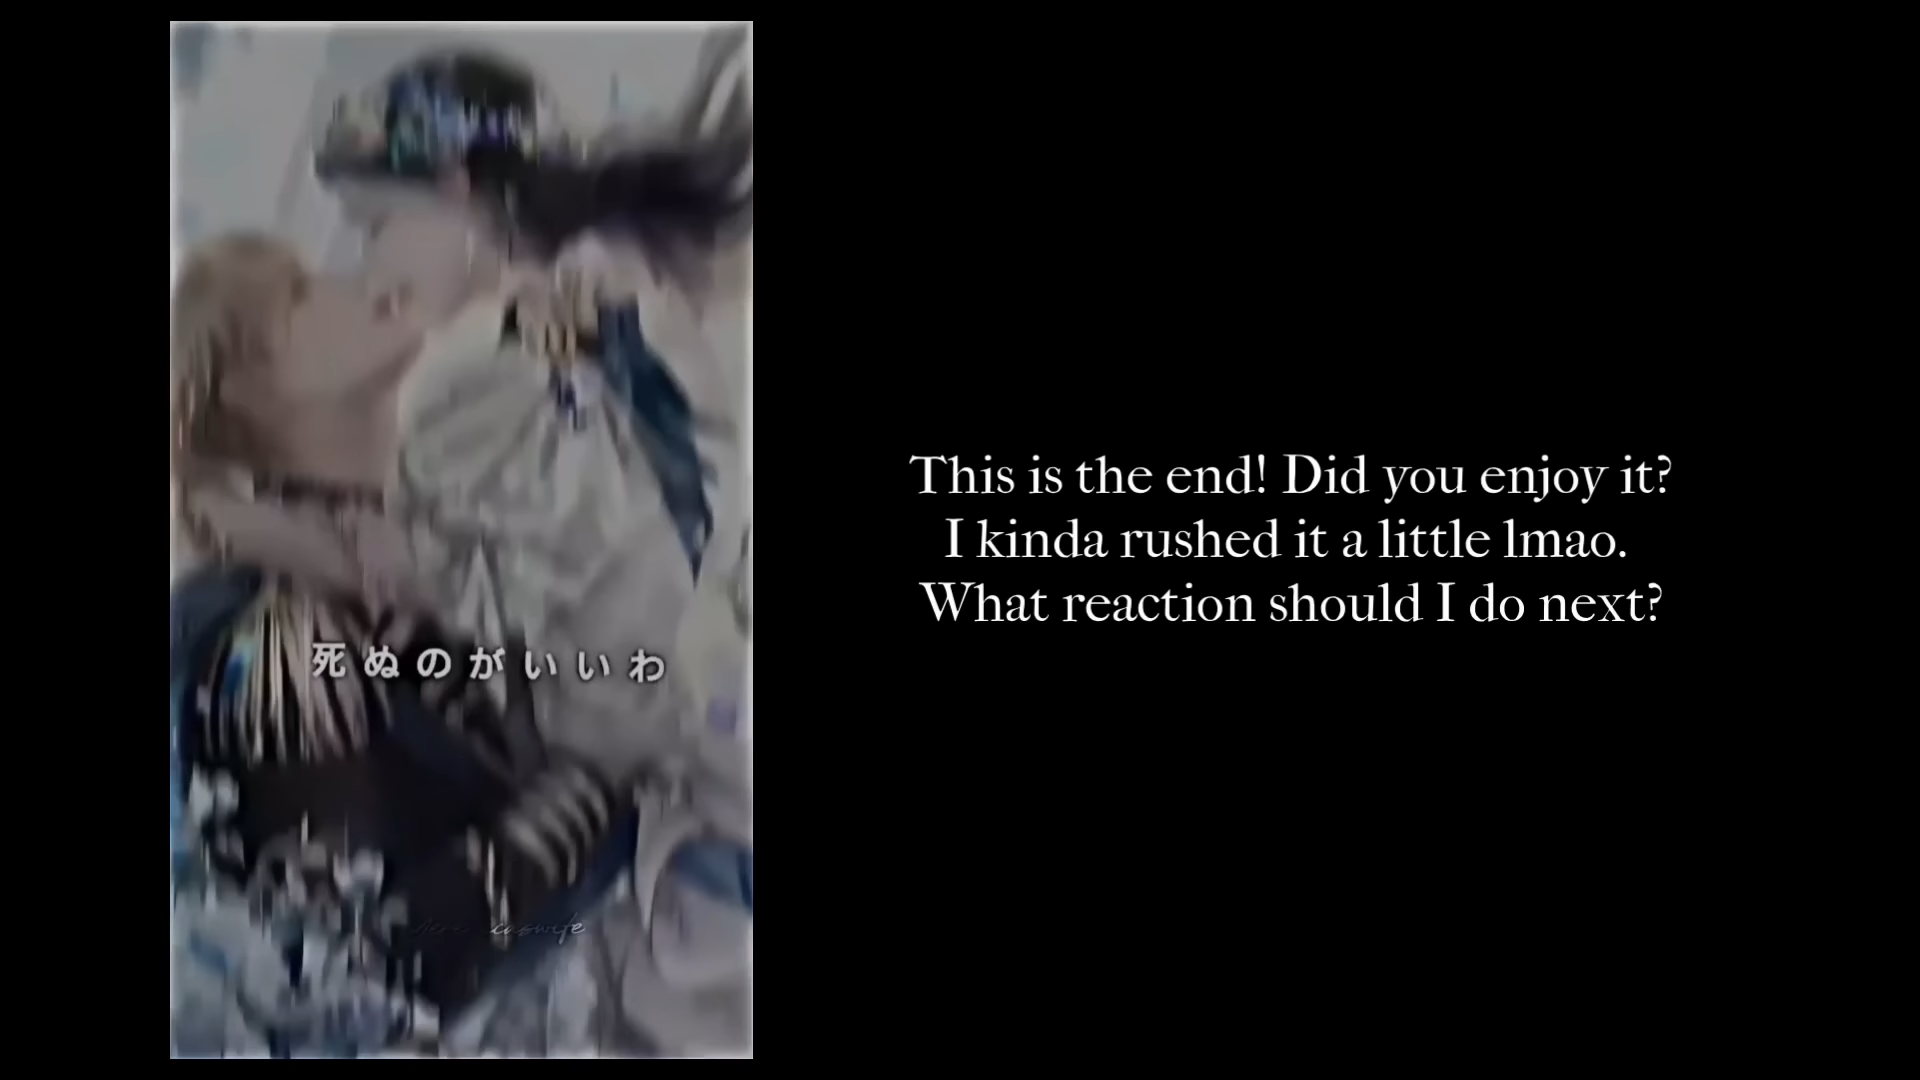 死ぬのがいいわ
This is the end! Did you enjoy it?
I kinda rushed it a little lmao.
What reaction should I do next?